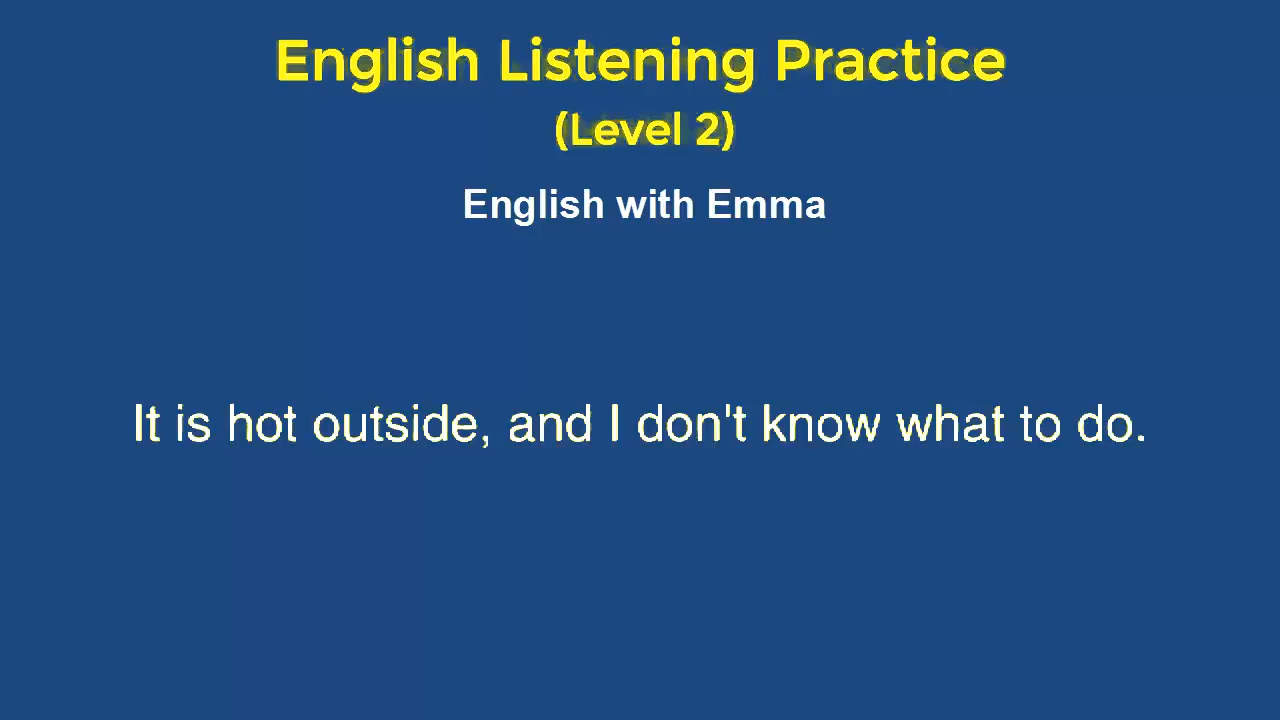 English Listening Practice
(Level 2)
English with Emma
It is hot outside, and I don't know what to do.